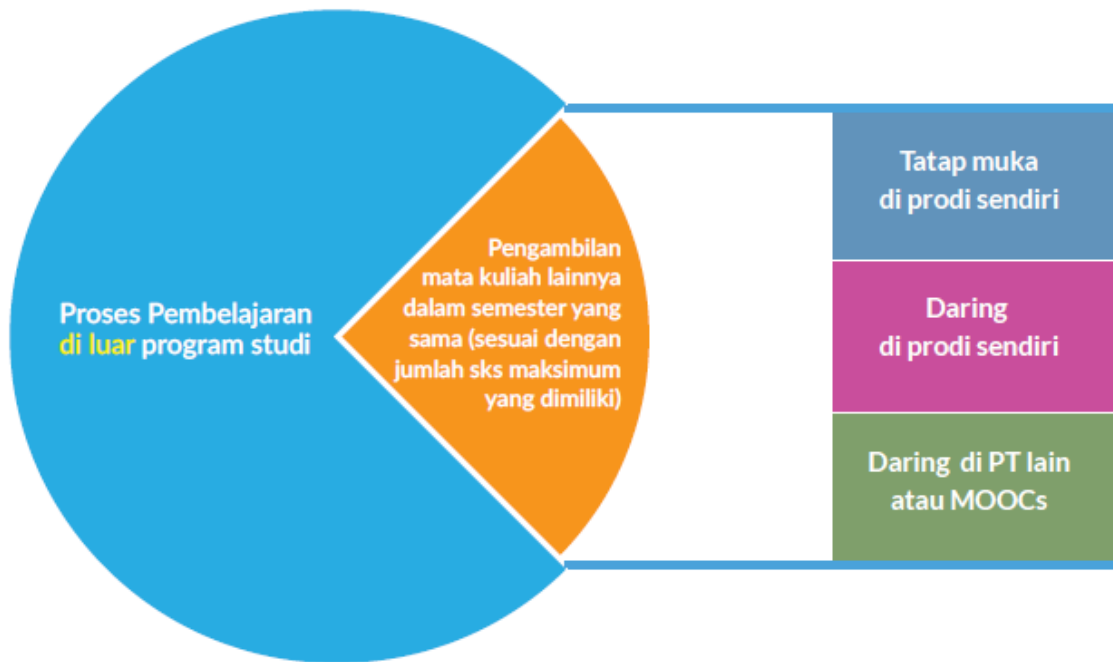 Proses Pembelajaran
di luar program studi
Pengambilan
mata kuliah lainnya
dalam semester yang
sama (sesuai dengan
jumlah sks maksimum
yang dimiliki)
Tatap muka
di prodi sendiri
Daring
di prodi sendiri
Daring di PT lain
atau MOOCs